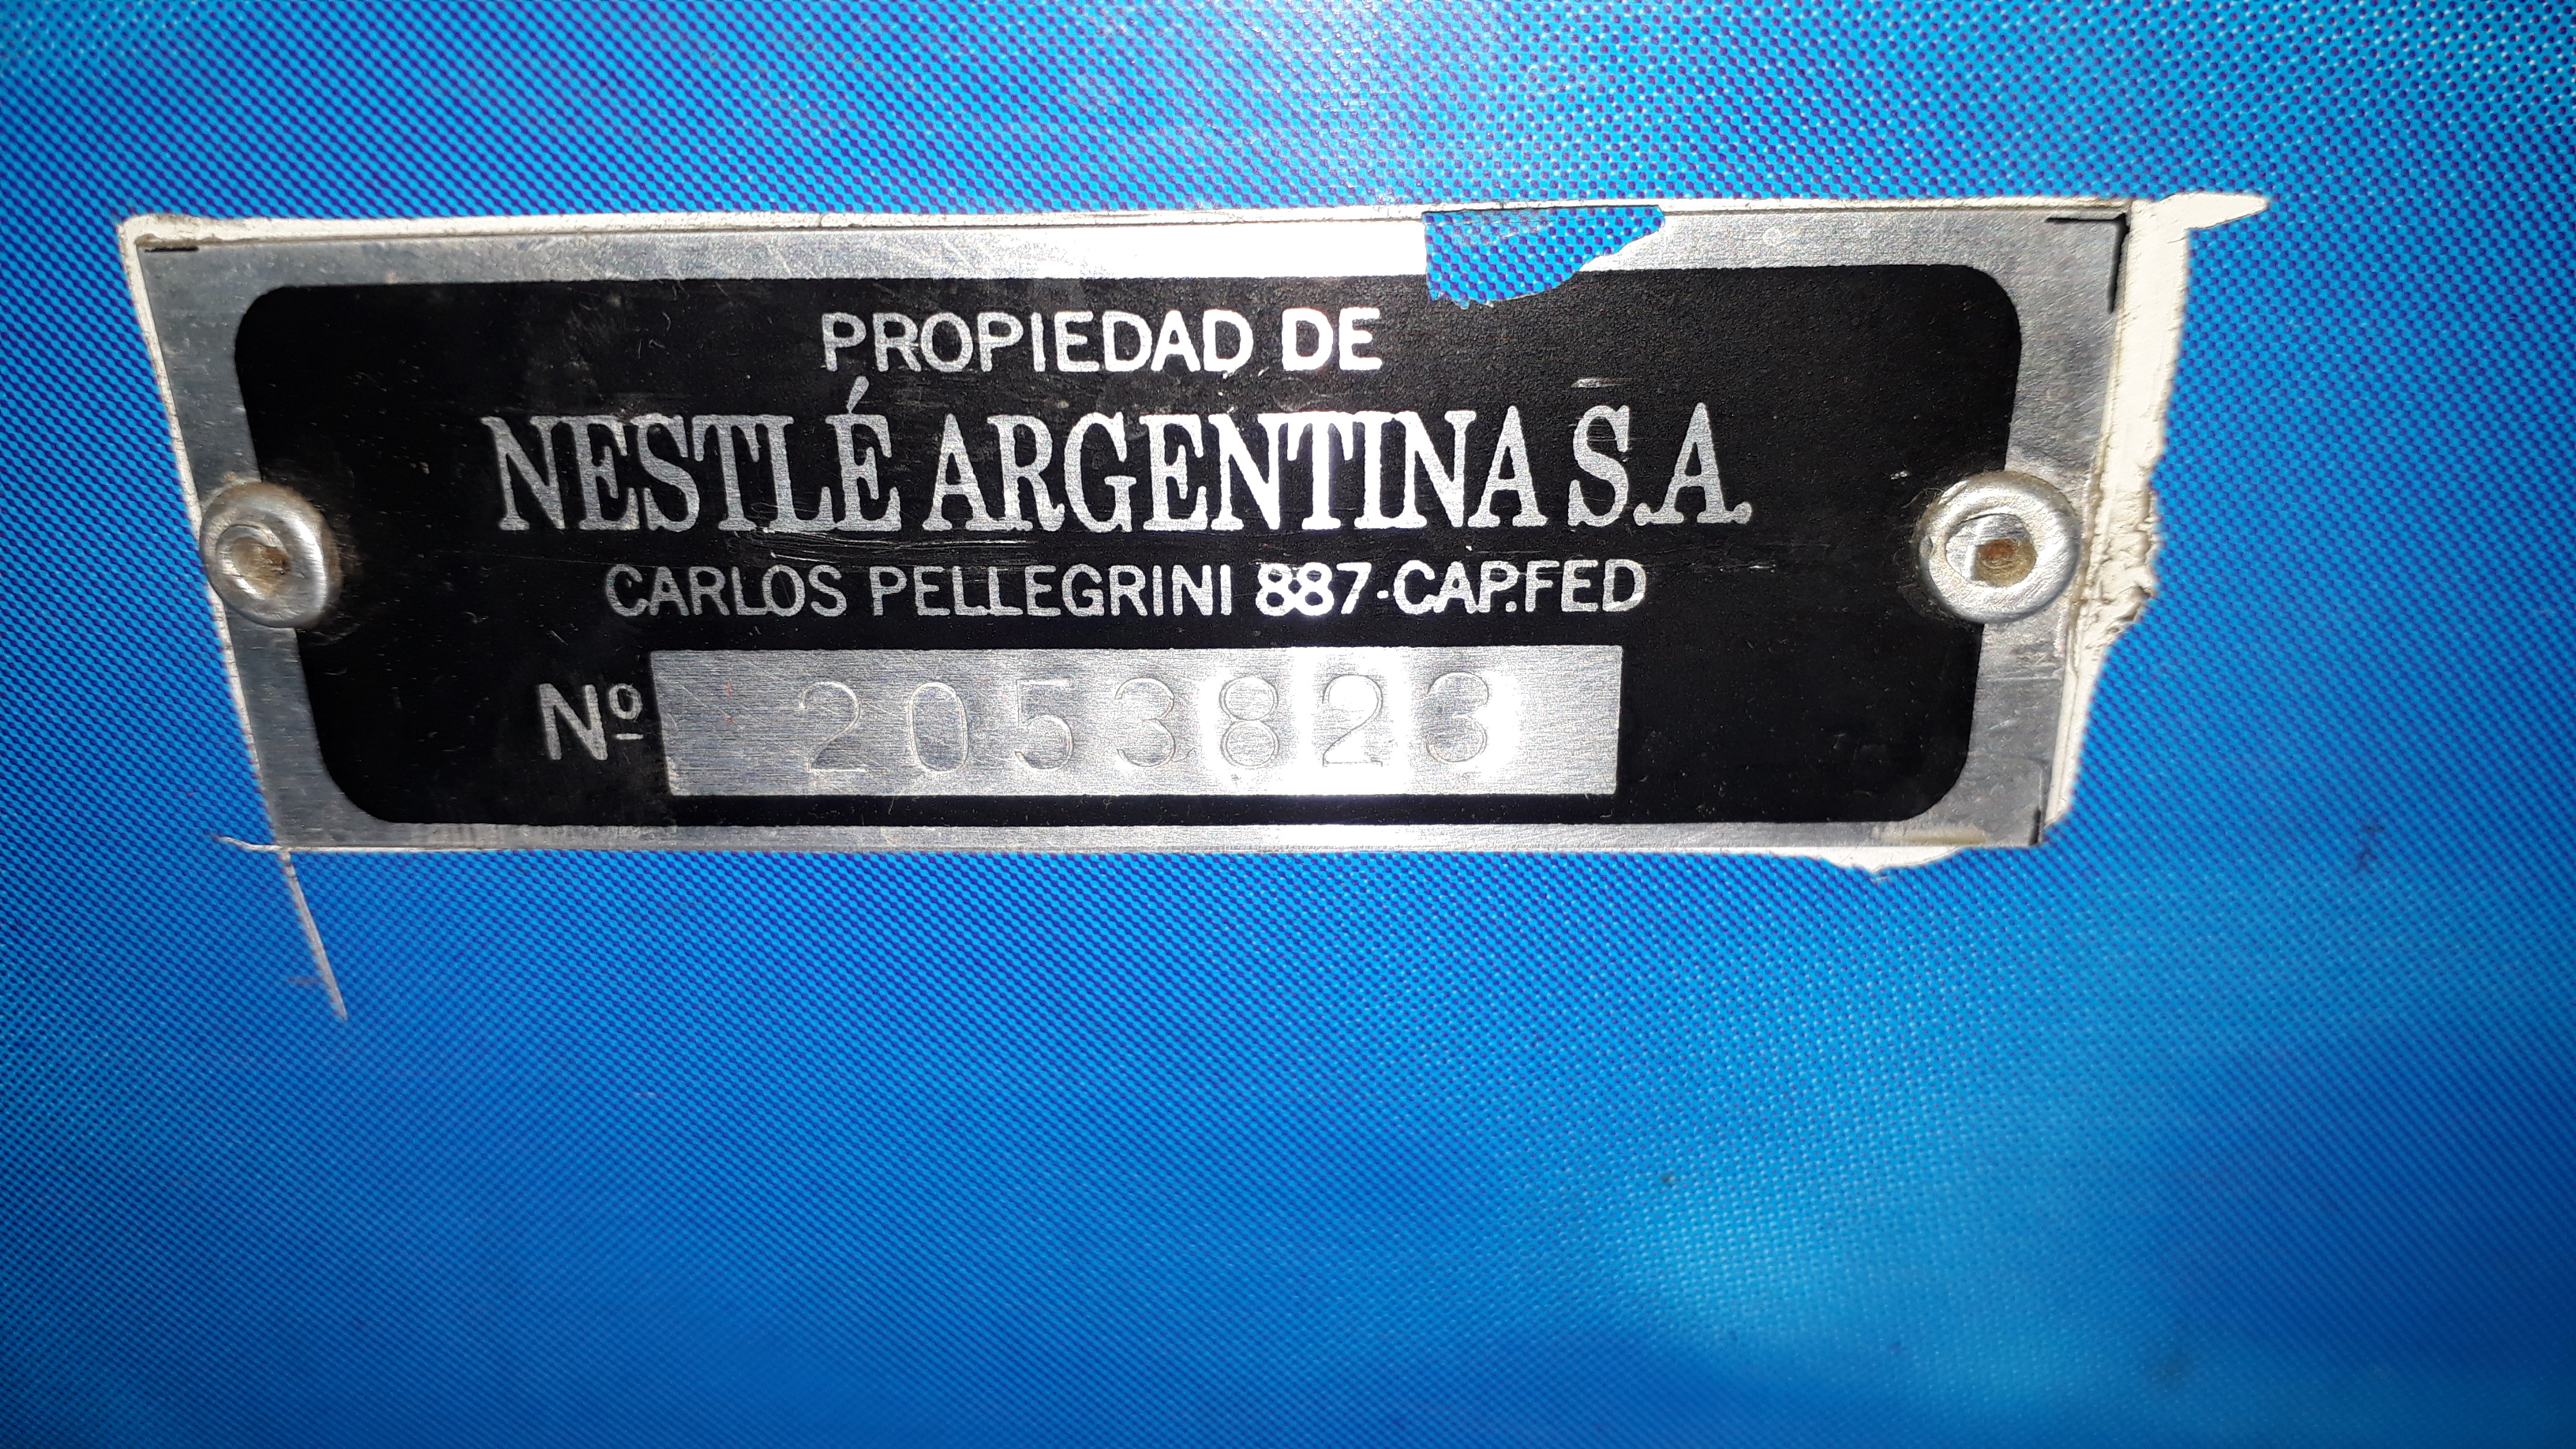 PROPIEDAD DE
NESTLÉ ARGENTINA S.A.
CARLOS PELLEGRINI 887-CAP.FED
Nº 2053823